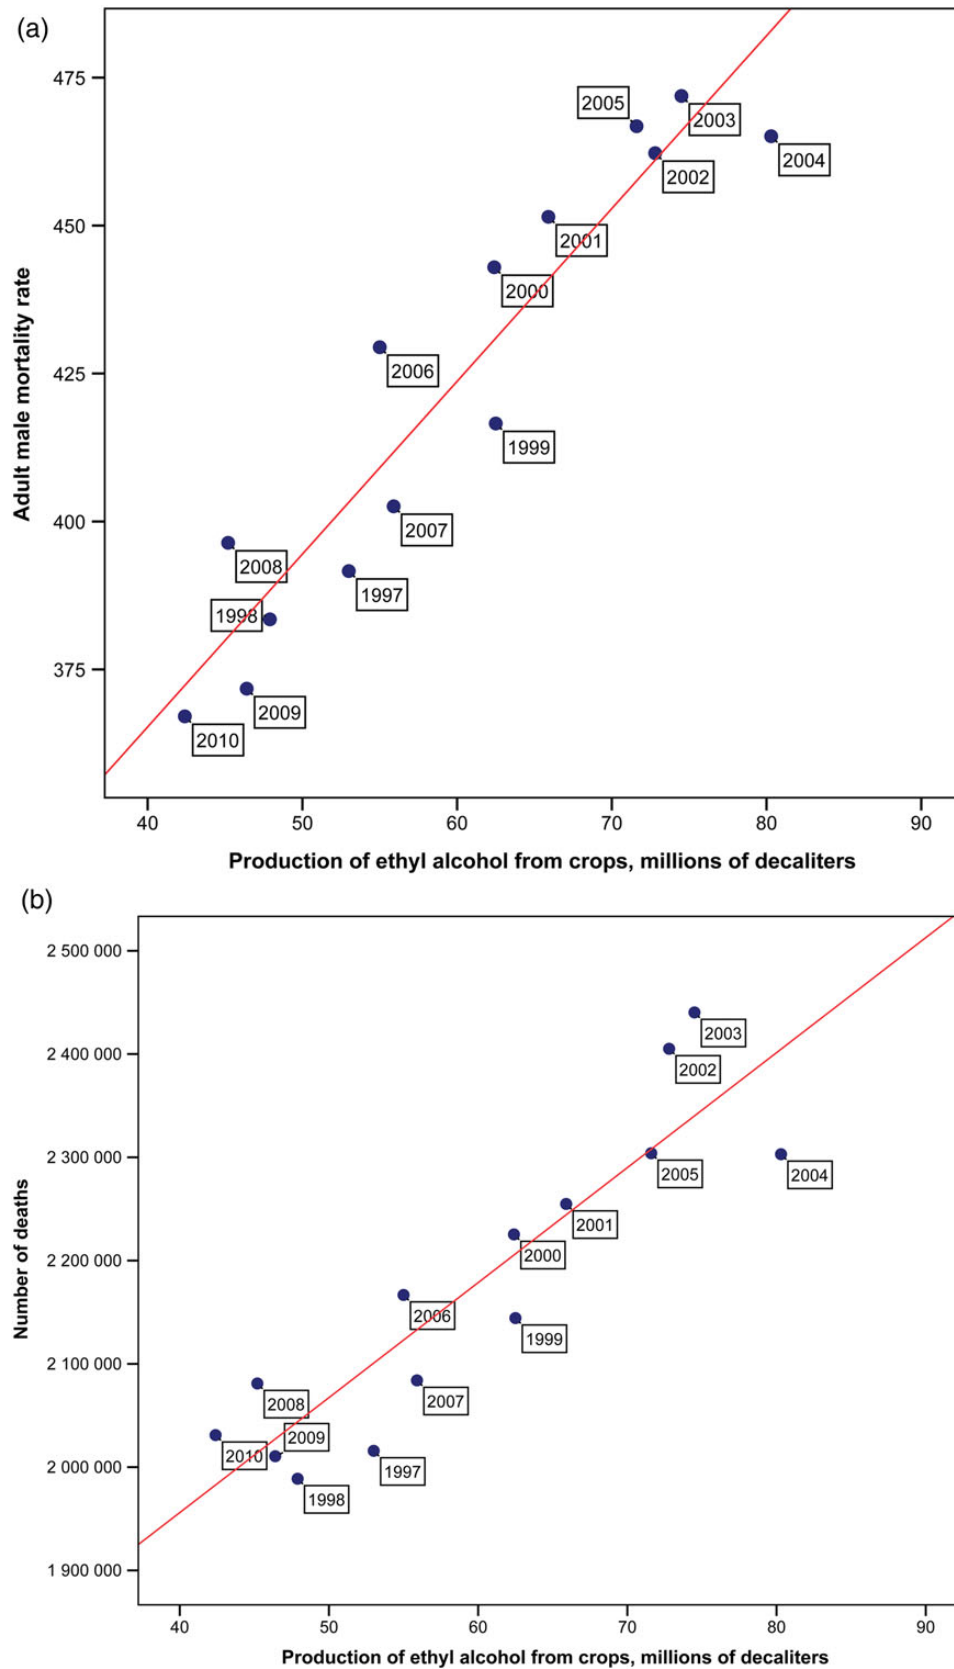 (a)
475
450
425
400
375
Adult male mortality rate
2005
2003
2004
2002
2001
2000
2006
1999
2007
2008
1997
1998
2009
2010
40 50 60 70 80 90
Production of ethyl alcohol from crops, millions of decaliters
(b)
2 500 000
2 400 000
2 300 000
2 200 000
2 100 000
2 000 000
1 900 000
Number of deaths
2003
2002
2005
2004
2001
2000
2006
1999
2007
2008
2009
2010
1997
1998
40 50 60 70 80 90
Production of ethyl alcohol from crops, millions of decaliters